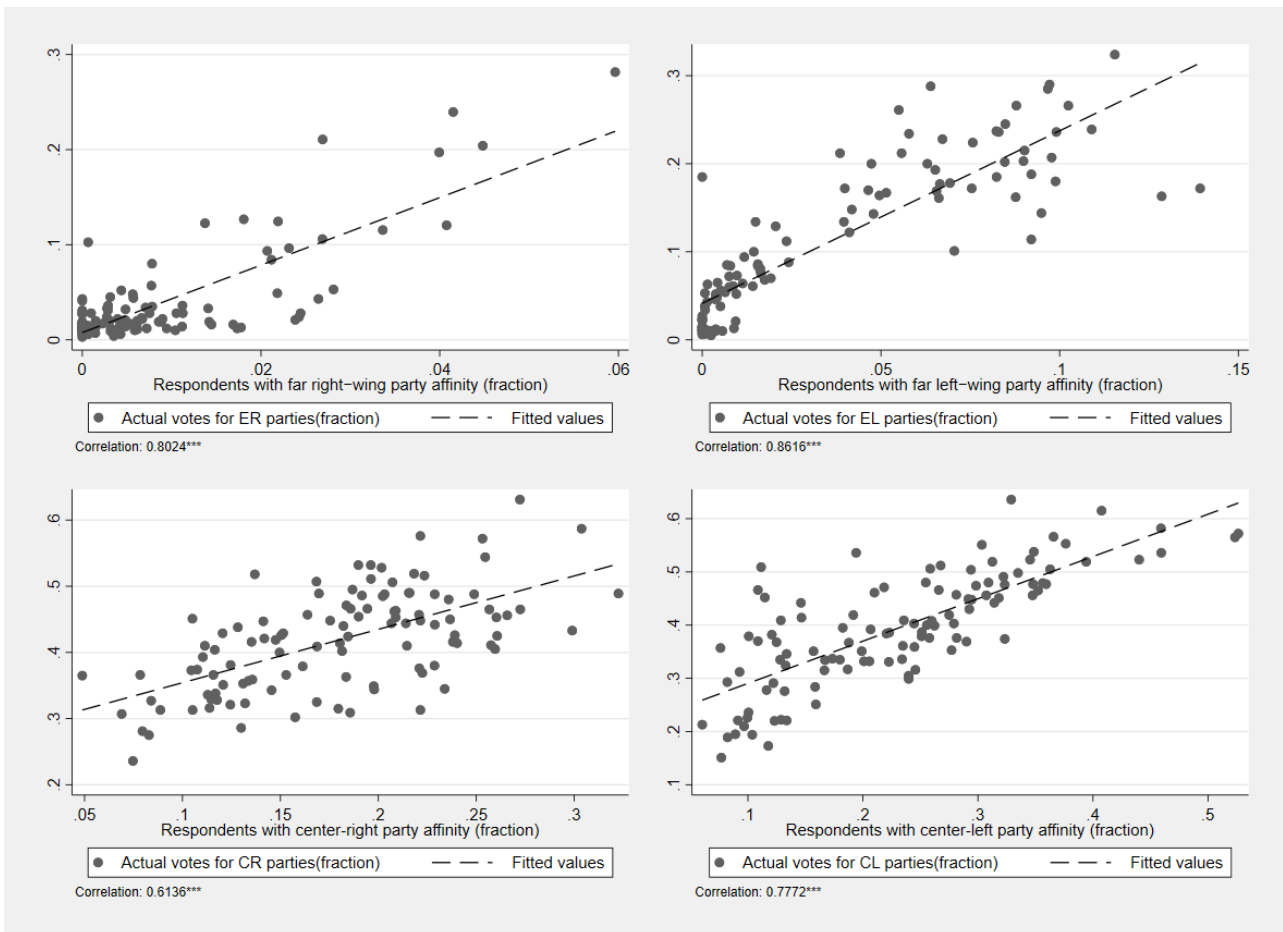 .3
.2
.1
0
0 .02 .04 .06
Respondents with far right−wing party affinity (fraction)
Actual votes for ER parties(fraction) Fitted values
Correlation: 0.8024***
.3
.2
.1
0
0 .05 .1 .15
Respondents with far left−wing party affinity (fraction)
Actual votes for EL parties(fraction) Fitted values
Correlation: 0.8616***
.6
.5
.4
.3
.2
.05 .1 .15 .2 .25 .3
Respondents with center-right party affinity (fraction)
Actual votes for CR parties(fraction) Fitted values
Correlation: 0.6136***
.6
.5
.4
.3
.2
.1
.1 .2 .3 .4 .5
Respondents with center-left party affinity (fraction)
Actual votes for CL parties(fraction) Fitted values
Correlation: 0.7772***